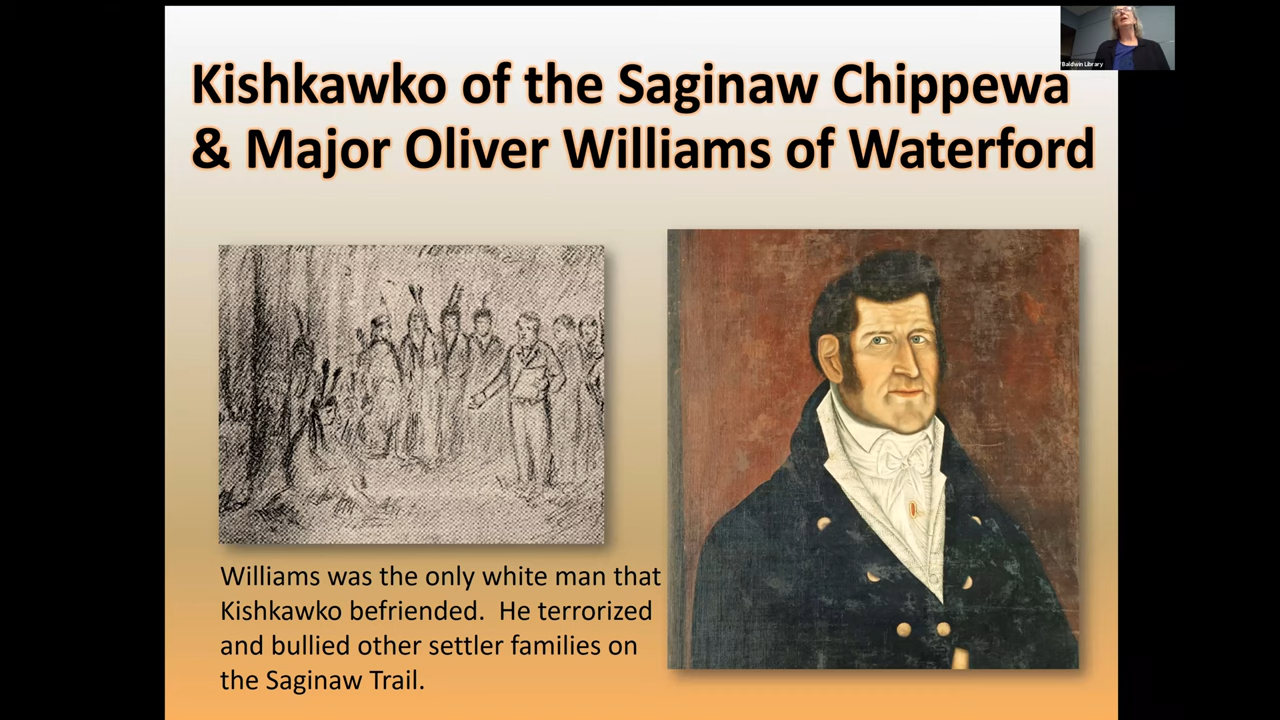 Kishkawko of the Saginaw Chippewa
& Major Oliver Williams of Waterford
Baldwin Library
Williams was the only white man that
Kishkawko befriended.  He terrorized
and bullied other settler families on
the Saginaw Trail.